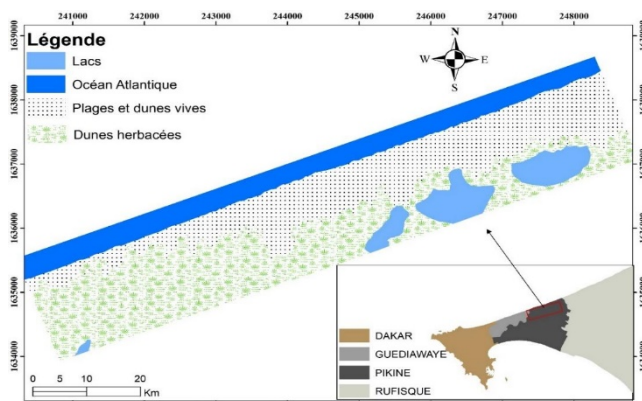 241000 242000 243000 244000 245000 246000 247000 248000
1639000
1638000
1637000
1636000
1635000
1634000
Légende
Lacs
Océan Atlantique
Plages et dunes vives
Dunes herbacées
N
W E
S
DAKAR
GUEDIAWAYE
PIKINE
RUFISQUE
0 5 10 20
Km